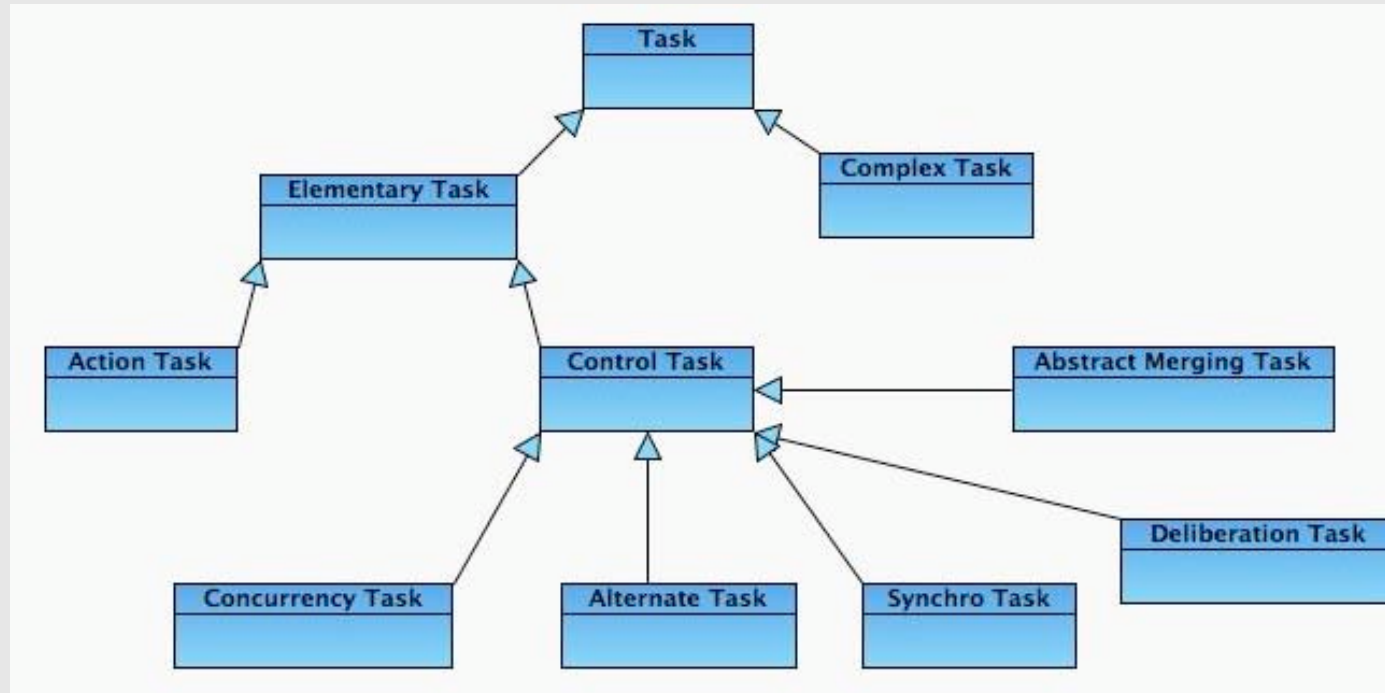 Task
Complex Task
Elementary Task
Action Task
Control Task
Abstract Merging Task
Deliberation Task
Concurrency Task
Alternate Task
Synchro Task